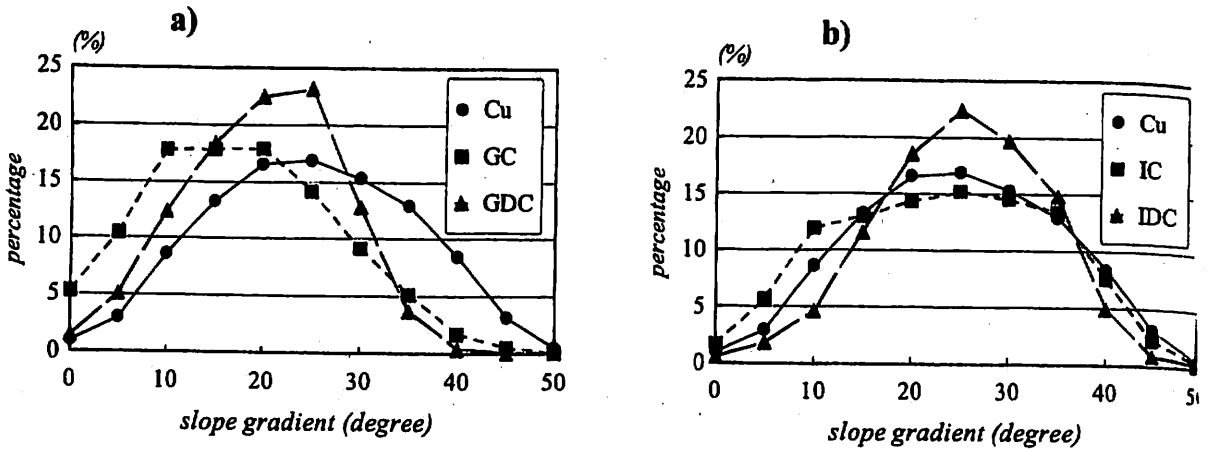 a)
(%)
25
20
15
10
5
0
percentage
0 10 20 30 40 50
slope gradient (degree)
Cu
GC
GDC
b)
(%)
25
20
15
10
5
0
percentage
0 10 20 30 40
slope gradient (degree)
Cu
IC
IDC